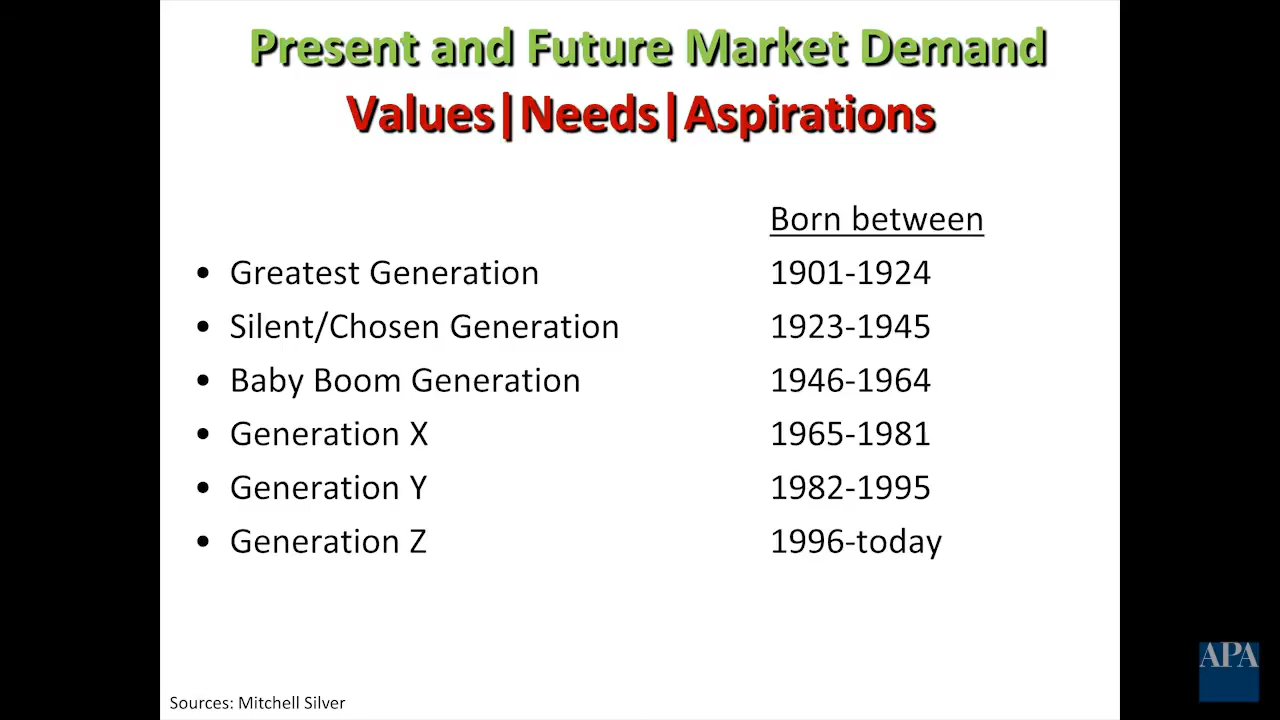 Present and Future Market Demand
Values|Needs|Aspirations
Born between
• Greatest Generation 1901-1924
• Silent/Chosen Generation 1923-1945
• Baby Boom Generation 1946-1964
• Generation X 1965-1981
• Generation Y 1982-1995
• Generation Z 1996-today
APA
Sources: Mitchell Silver